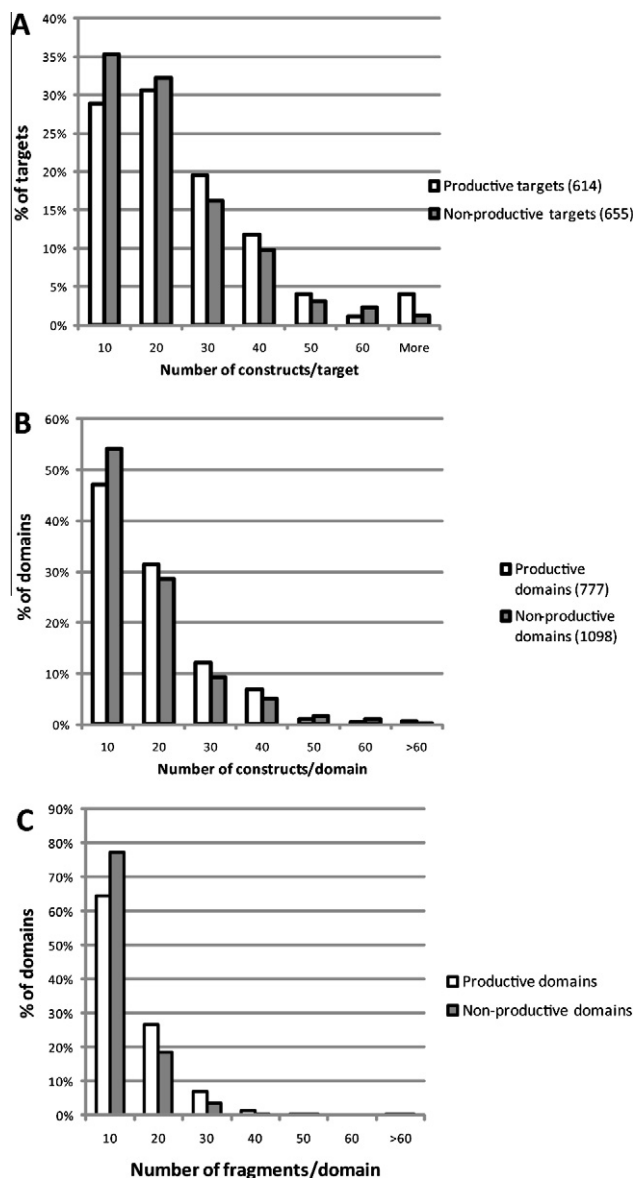 A
40%
35%
30%
25%
20%
15%
10%
5%
0%
% of targets
10 20 30 40 50 60 More
Number of constructs/target
Productive targets (614)
Non-productive targets (655)
B
60%
50%
40%
30%
20%
10%
0%
% of domains
10 20 30 40 50 60 >60
Number of constructs/domain
Productive
domains (777)
Non-productive
domains (1098)
C
90%
80%
70%
60%
50%
40%
30%
20%
10%
0%
% of domains
10 20 30 40 50 60 >60
Number of fragments/domain
Productive domains
Non-productive domains